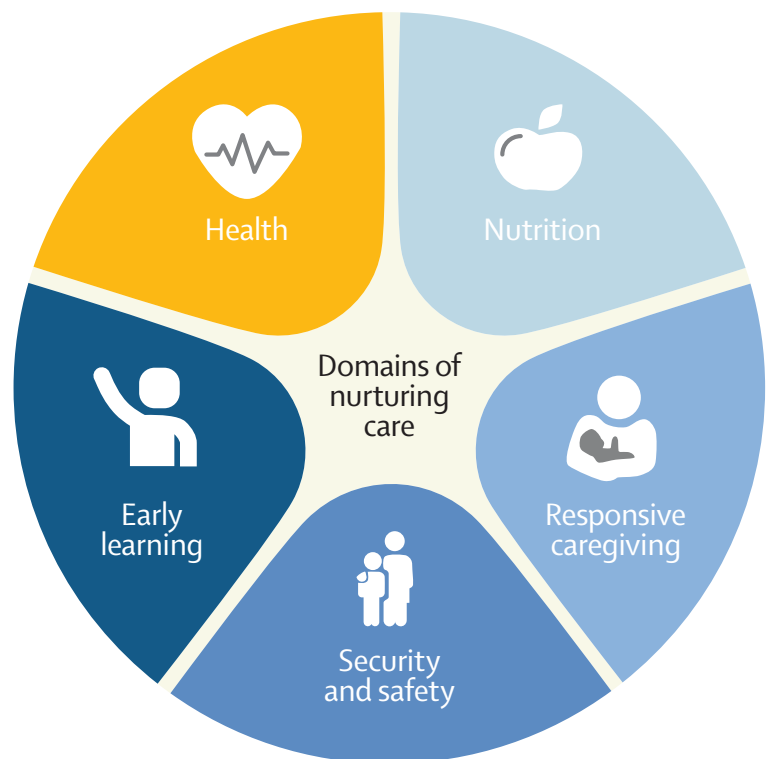 Health
Nutrition
Domains of
nurturing
care
Early
learning
Responsive
caregiving
Security
and safety